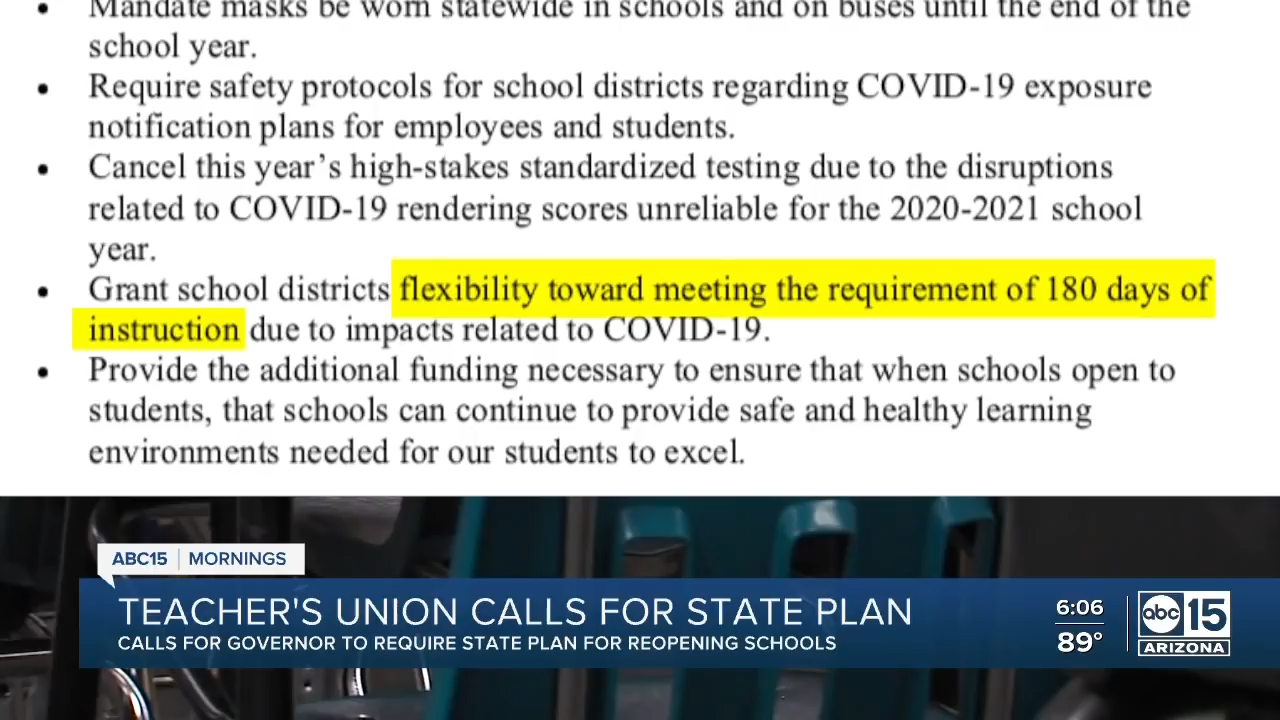 • Mandate masks be worn statewide in schools and on buses until the end of the
school year.
• Require safety protocols for school districts regarding COVID-19 exposure
notification plans for employees and students.
• Cancel this year’s high-stakes standardized testing due to the disruptions
related to COVID-19 rendering scores unreliable for the 2020-2021 school
year.
• Grant school districts flexibility toward meeting the requirement of 180 days of
instruction due to impacts related to COVID-19.
• Provide the additional funding necessary to ensure that when schools open to
students, that schools can continue to provide safe and healthy learning
environments needed for our students to excel.
ABC15 | MORNINGS
TEACHER'S UNION CALLS FOR STATE PLAN
CALLS FOR GOVERNOR TO REQUIRE STATE PLAN FOR REOPENING SCHOOLS
6:06
89°
abc 15
ARIZONA